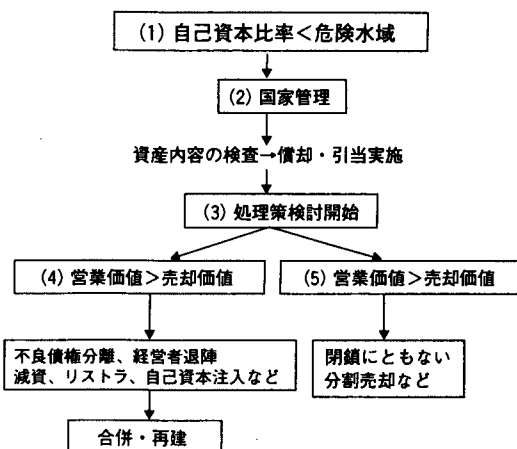 (1) 自己資本比率＜危険水域
(2) 国家管理
資産内容の検査→償却・引当実施
(3) 処理策検討開始
(4) 営業価値＞売却価値
(5) 営業価値＞売却価値
不良債権分離、経営者退陣
減資、リストラ、自己資本注入など
閉鎖にともない
分割売却など
合併・再建